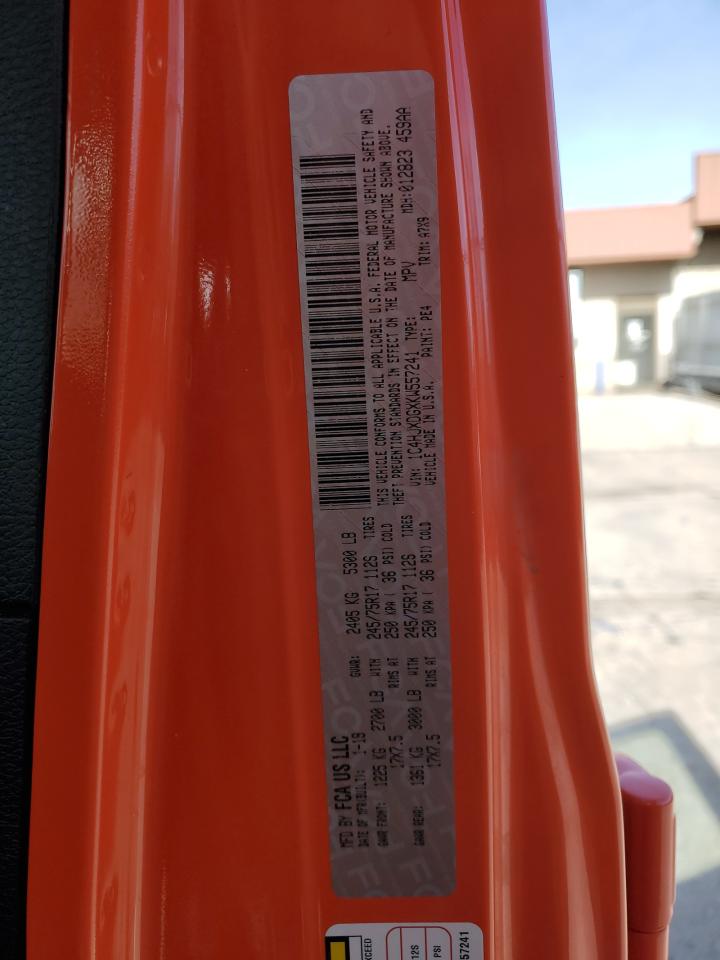 MFD BY FCA US LLC
DATE OF MFR(BUILT): 1-19 GVWR: 2405 KG 5300 LB
GAWR FRONT: 1225 KG 2700 LB WITH 245/75R17 112S TIRES
17X7.5 RIMS AT 250 KPA ( 36 PSI) COLD
GAWR REAR: 1361 KG 3000 LB WITH 245/75R17 112S TIRES
17X7.5 RIMS AT 250 KPA ( 36 PSI) COLD
THIS VEHICLE CONFORMS TO ALL APPLICABLE U.S.A. FEDERAL MOTOR VEHICLE SAFETY AND
THEFT PREVENTION STANDARDS IN EFFECT ON THE DATE OF MANUFACTURE SHOWN ABOVE.
VIN: 1C4HJXDGXKW557241 TYPE: MPV MDH:012823 459AA
VEHICLE MADE IN U.S.A. PAINT: PE4 TRIM: A7X9
12S
PSI
57241